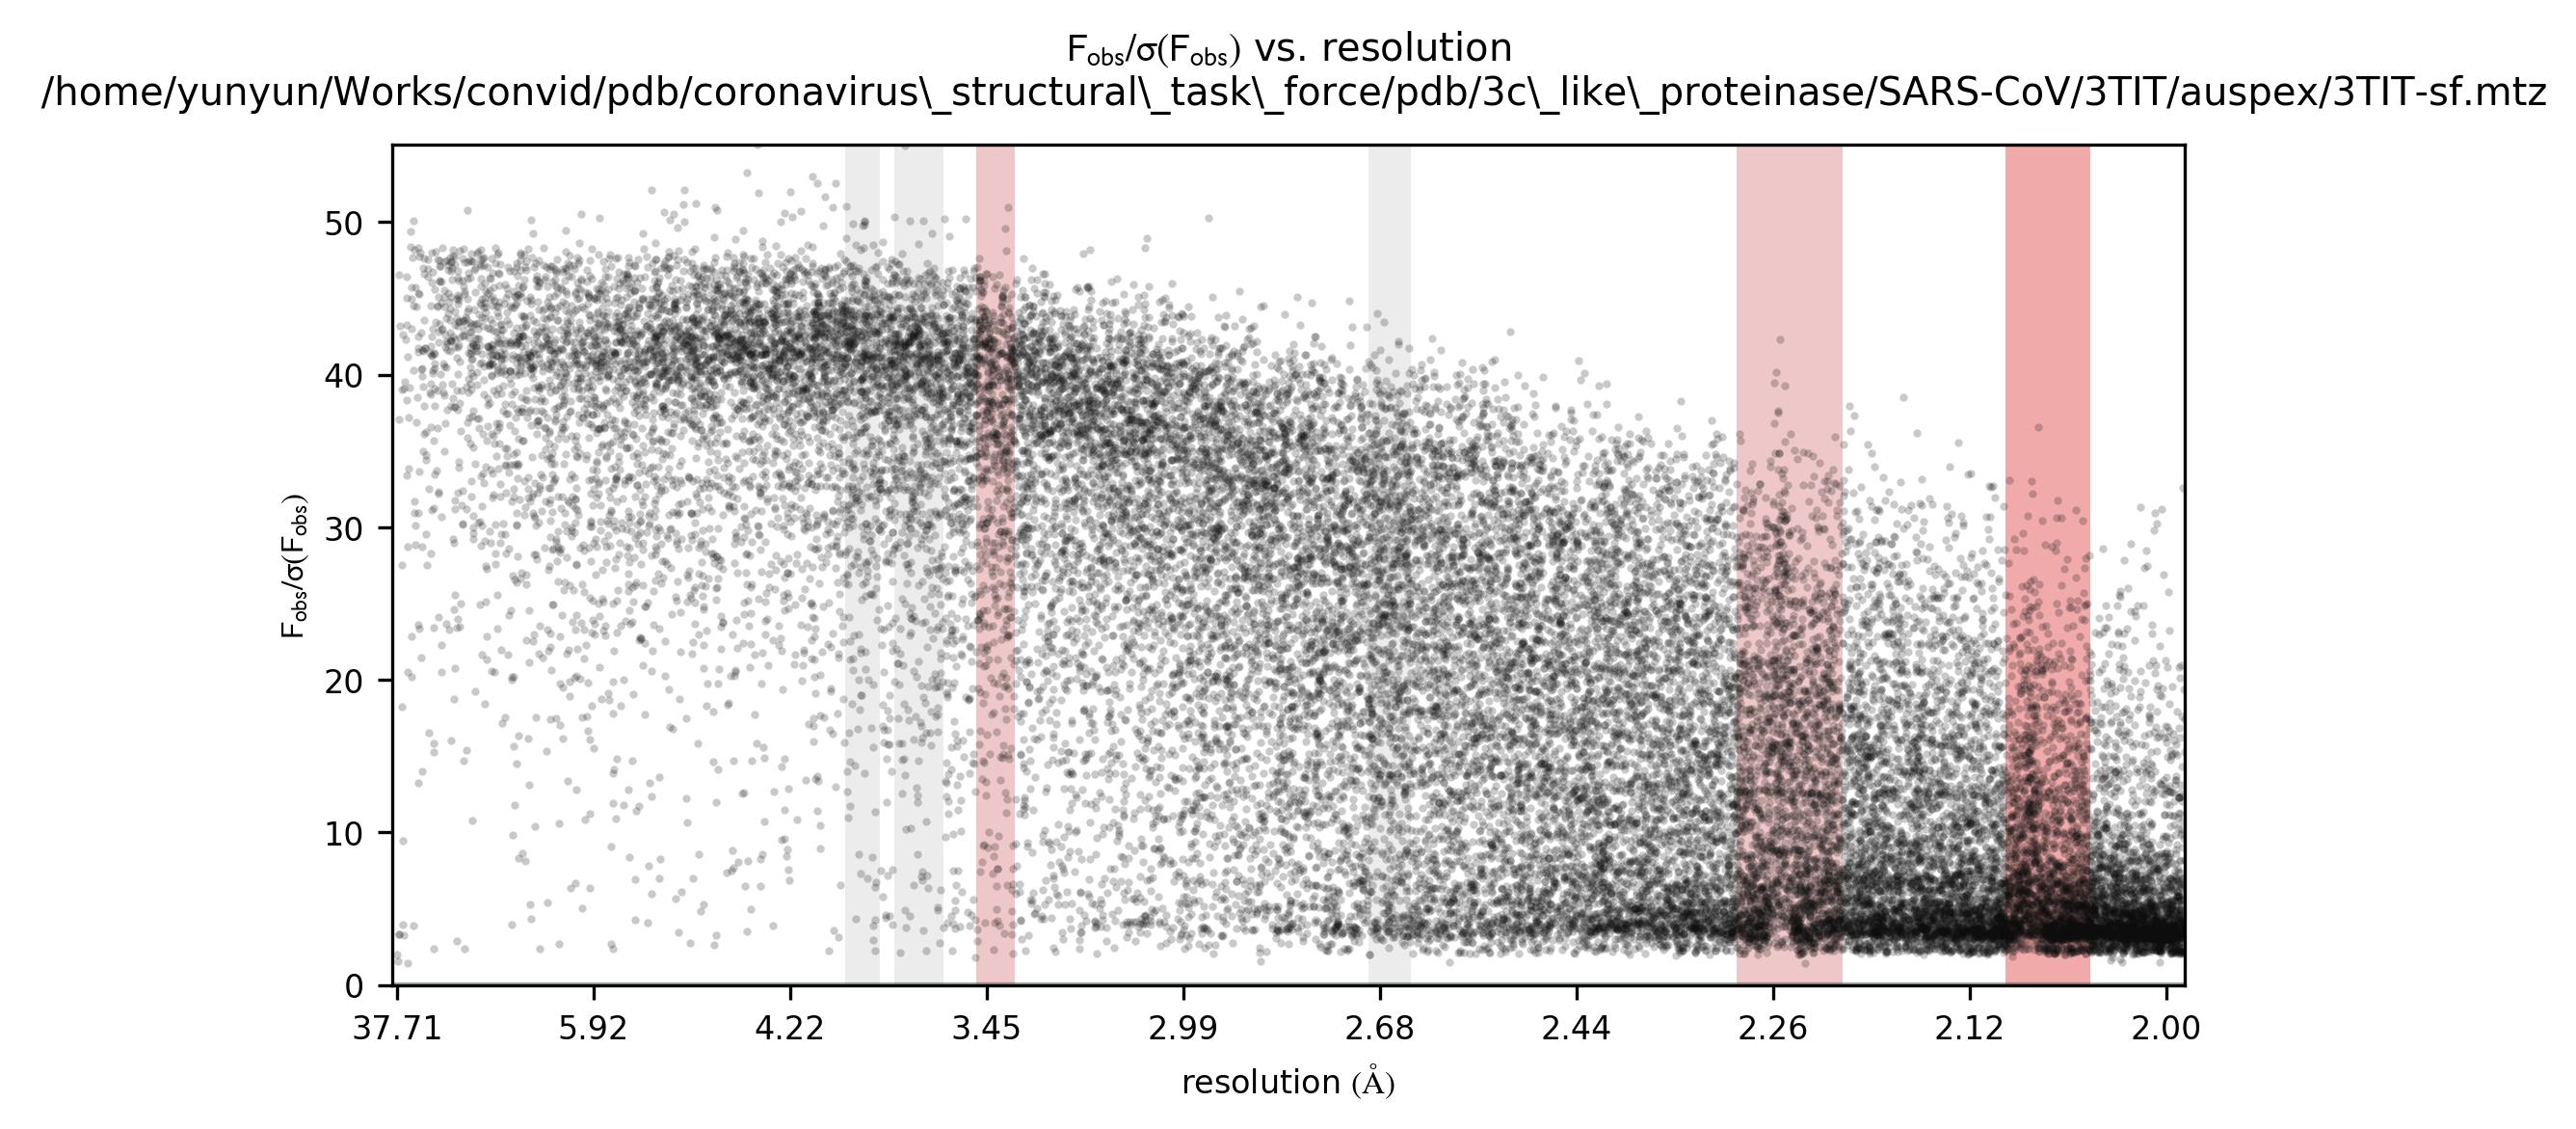 Fobs/σ(Fobs) vs. resolution
/home/yunyun/Works/convid/pdb/coronavirus\_structural\_task\_force/pdb/3c\_like\_proteinase/SARS-CoV/3TIT/auspex/3TIT-sf.mtz
Fobs/σ(Fobs)
50
40
30
20
10
0
37.71 5.92 4.22 3.45 2.99 2.68 2.44 2.26 2.12 2.00
resolution (Å)